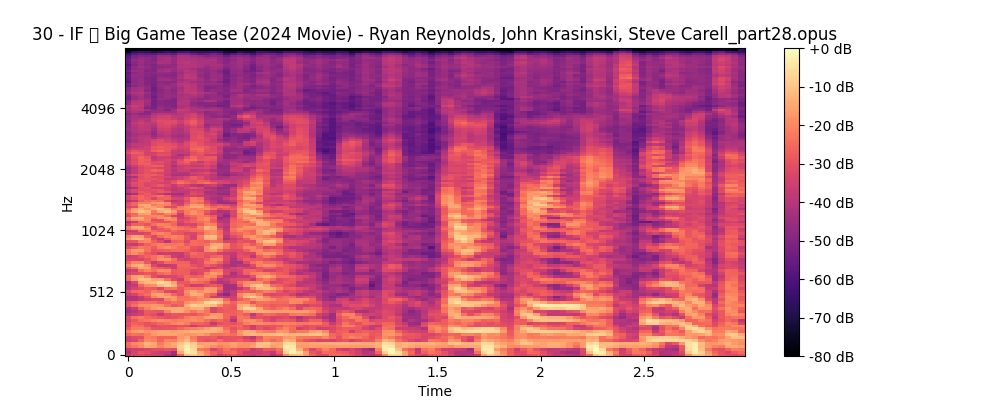 30 - IF ▯ Big Game Tease (2024 Movie) - Ryan Reynolds, John Krasinski, Steve Carell_part28.opus
+0 dB
4096
-10 dB
-20 dB
2048
-30 dB
Hz
1024
-40 dB
-50 dB
512
-60 dB
-70 dB
0
-80 dB
0 0.5 1 1.5 2 2.5
Time